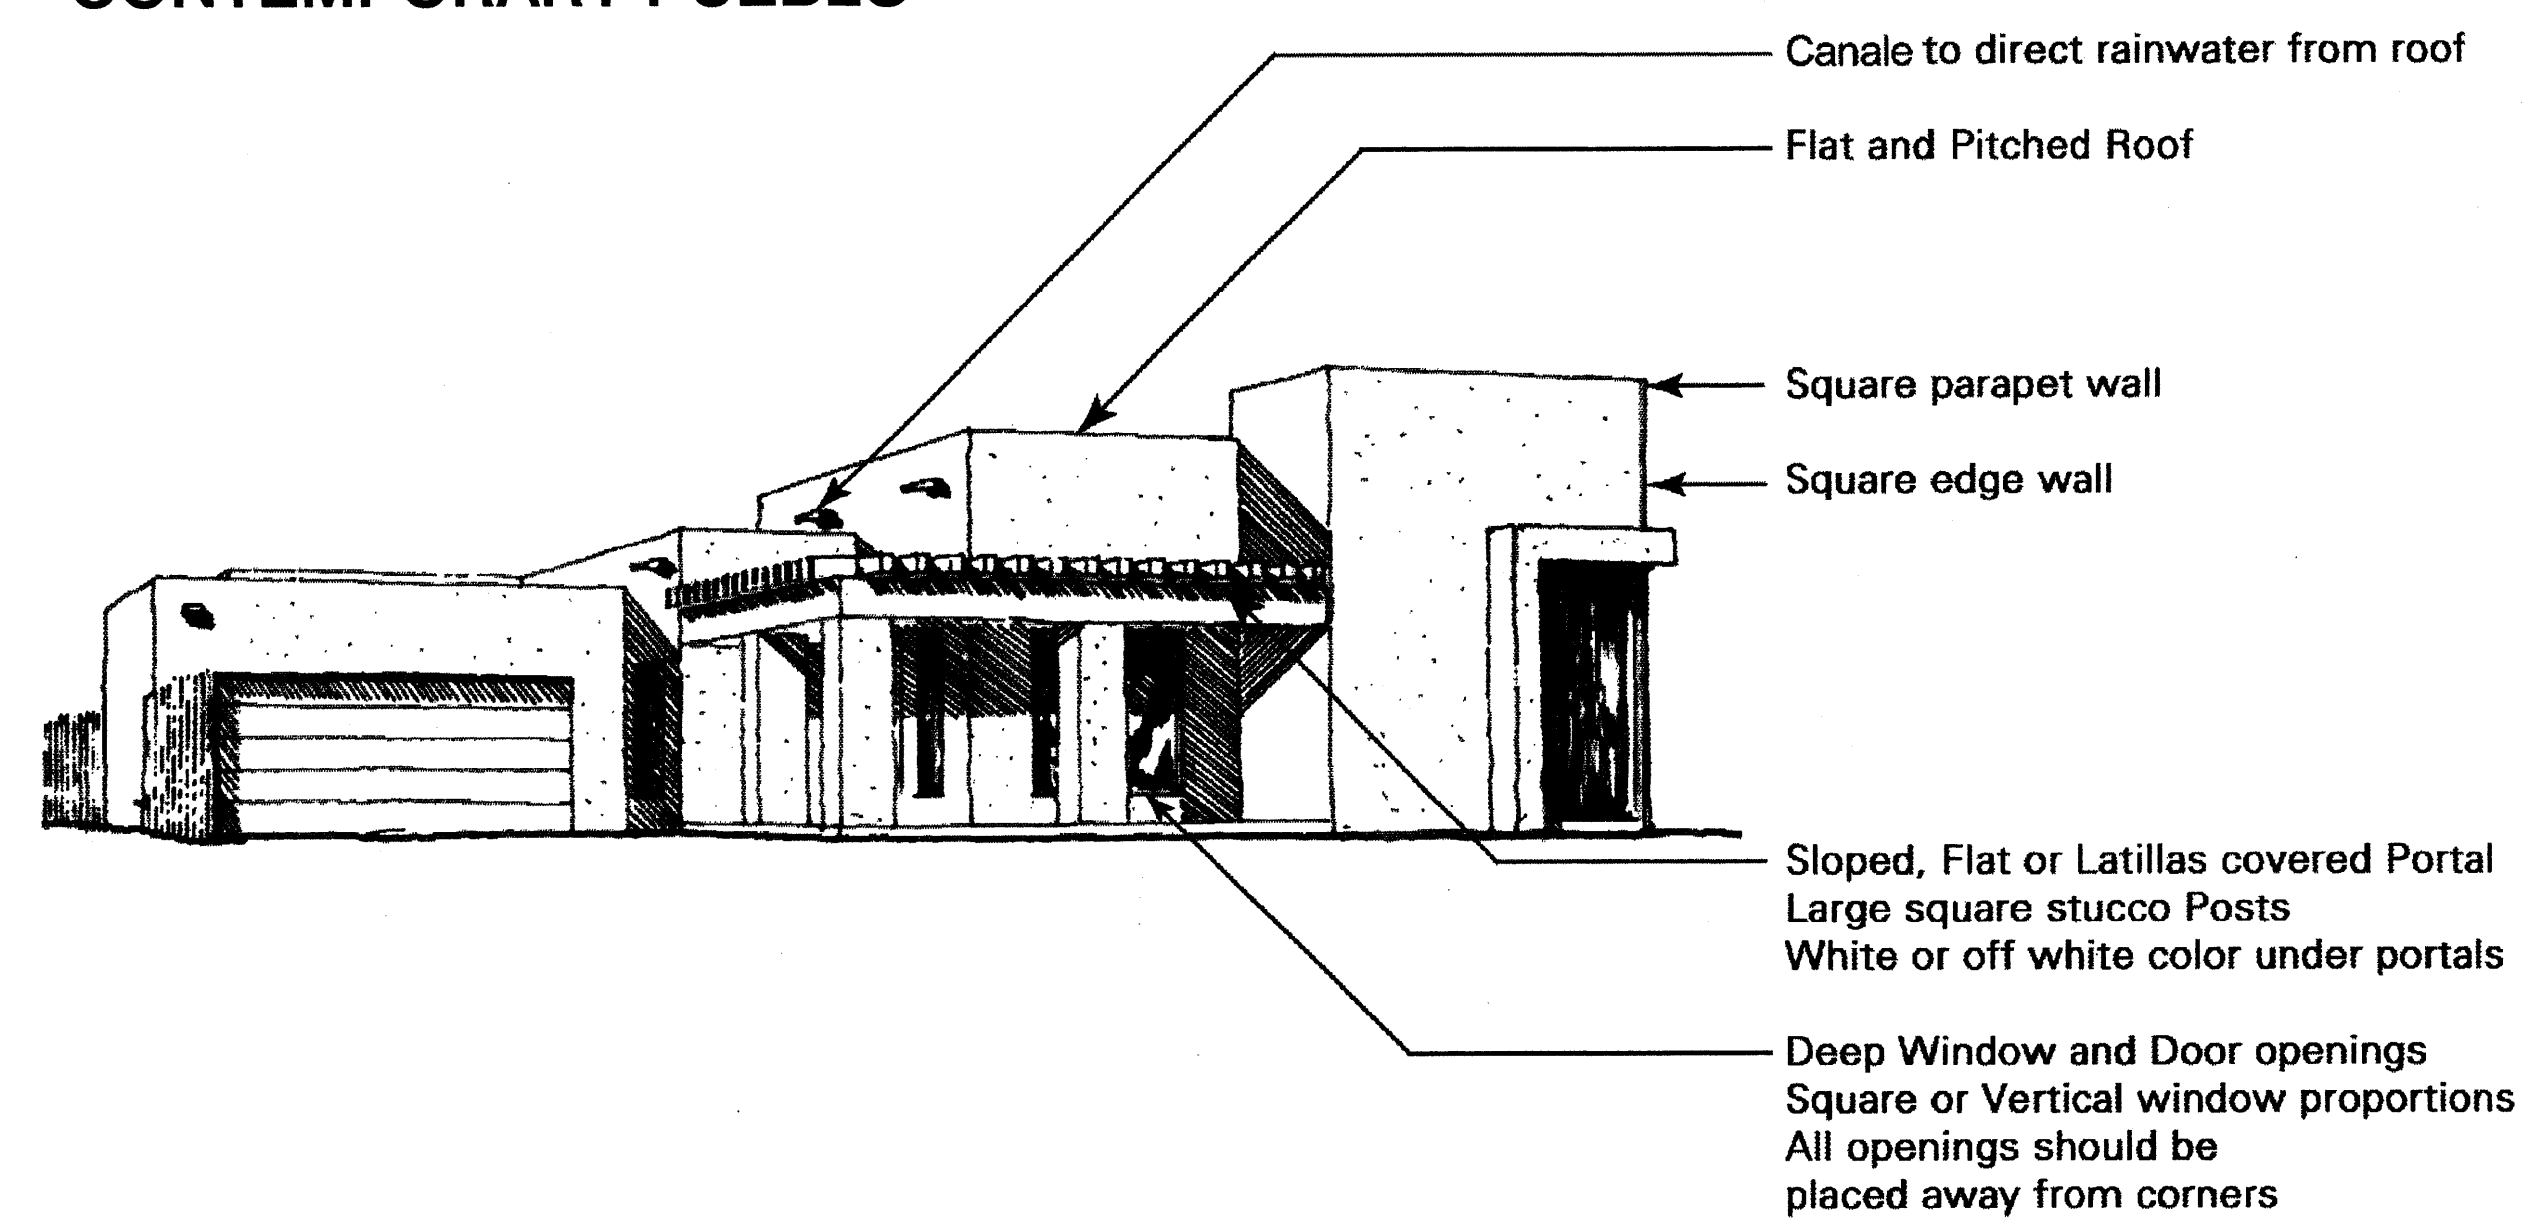 CONTEMPORARY PUEBLO
Canale to direct rainwater from roof
Flat and Pitched Roof
Square parapet wall
Square edge wall
Sloped, Flat or Latillas covered Portal
Large square stucco Posts
White or off white color under portals
Deep Window and Door openings
Square or Vertical window proportions
All openings should be
placed away from corners